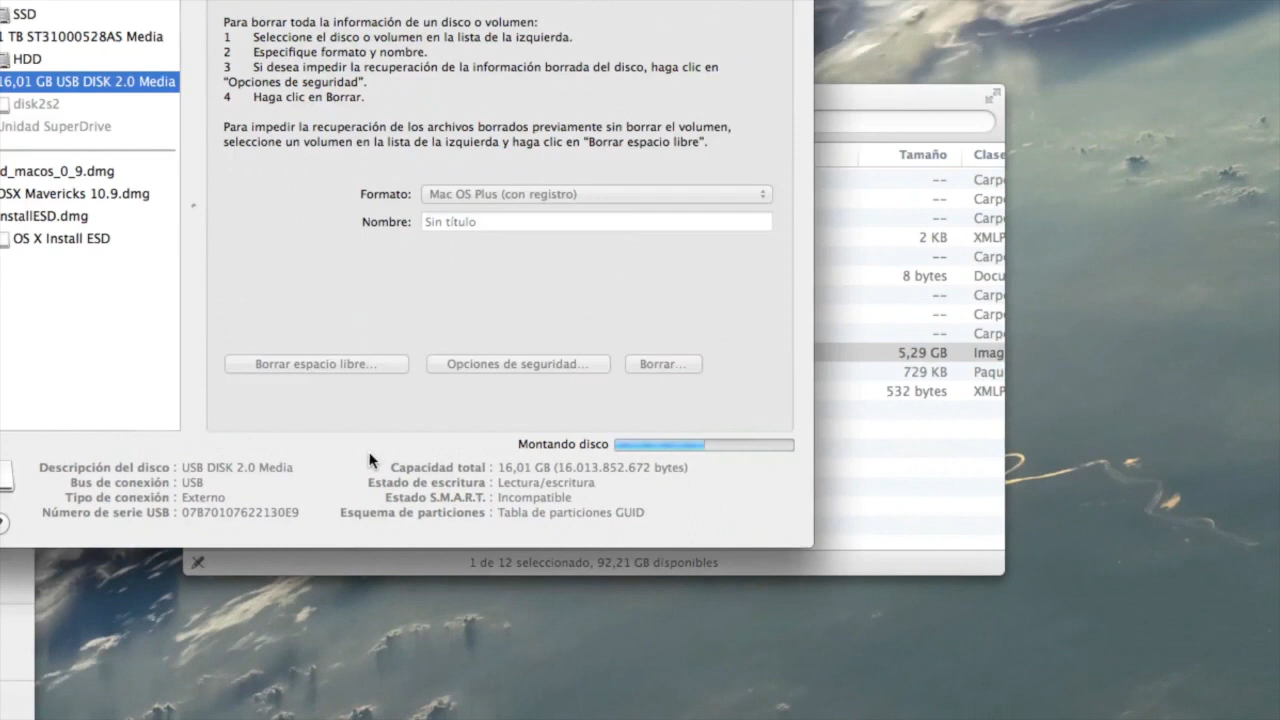 SSD
1 TB ST31000528AS Media
HDD
16,01 GB USB DISK 2.0 Media
disk2s2
Unidad SuperDrive
d_macos_0_9.dmg
OSX Mavericks 10.9.dmg
nstallESD.dmg
OS X Install ESD
Para borrar toda la información de un disco o volumen:
1 Seleccione el disco o volumen en la lista de la izquierda.
2 Especifique formato y nombre.
3 Si desea impedir la recuperación de la información borrada del disco, haga clic en
“Opciones de seguridad”.
4 Haga clic en Borrar.
Para impedir la recuperación de los archivos borrados previamente sin borrar el volumen,
seleccione un volumen en la lista de la izquierda y haga clic en “Borrar espacio libre”.
Formato: Mac OS Plus (con registro)
Nombre: Sin título
Borrar espacio libre... Opciones de seguridad... Borrar...
Montando disco
Descripción del disco : USB DISK 2.0 Media
Bus de conexión : USB
Tipo de conexión : Externo
Número de serie USB : 07B70107622130E9
Capacidad total : 16,01 GB (16.013.852.672 bytes)
Estado de escritura : Lectura/escritura
Estado S.M.A.R.T. : Incompatible
Esquema de particiones : Tabla de particiones GUID
Tamaño Clase
-- Carp
-- Carp
-- Carp
2 KB XMLP
-- Carp
8 bytes Docu
-- Carp
-- Carp
-- Carp
5,29 GB Imag
729 KB Paqu
532 bytes XMLP
1 de 12 seleccionado, 92,21 GB disponibles